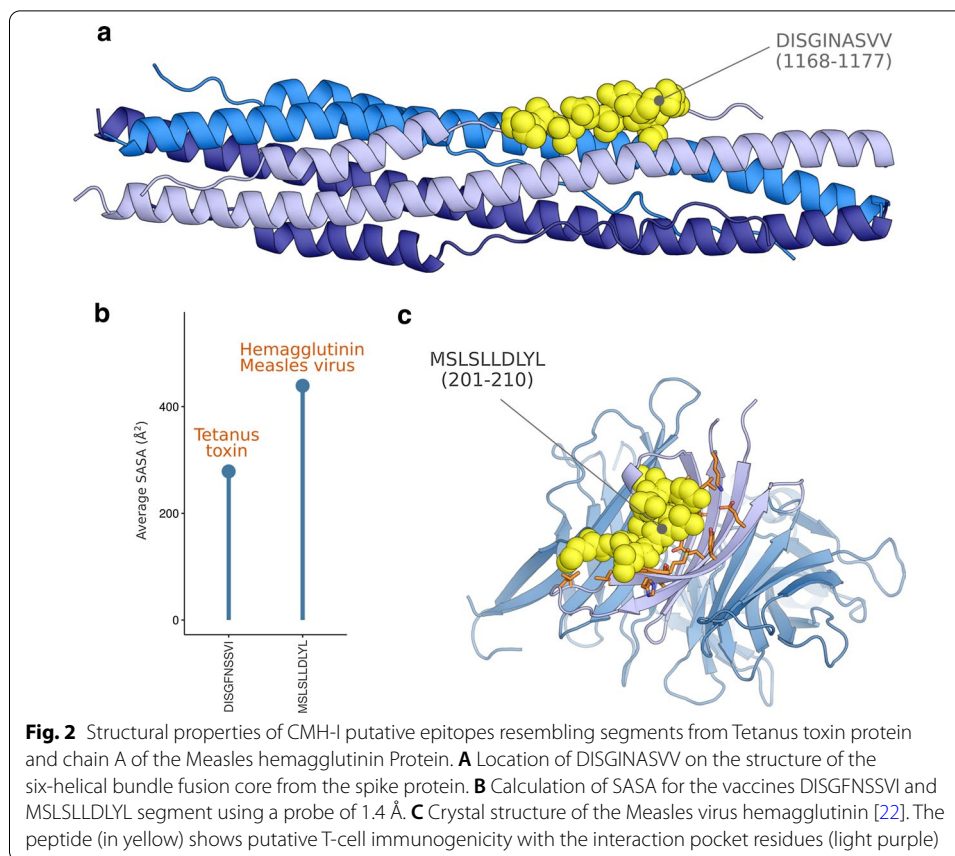 a
DISGINASVV
(1168-1177)
b
Hemagglutinin
Measles virus
Tetanus
toxin
Average SASA (Å²)
400
200
0
DISGFNSSVI
MSLSLLDLYL
c
MSLSLLDLYL
(201-210)
Fig. 2 Structural properties of CMH-I putative epitopes resembling segments from Tetanus toxin protein
and chain A of the Measles hemagglutinin Protein. A Location of DISGINASVV on the structure of the
six-helical bundle fusion core from the spike protein. B Calculation of SASA for the vaccines DISGFNSSVI and
MSLSLLDLYL segment using a probe of 1.4 Å. C Crystal structure of the Measles virus hemagglutinin [22]. The
peptide (in yellow) shows putative T-cell immunogenicity with the interaction pocket residues (light purple)